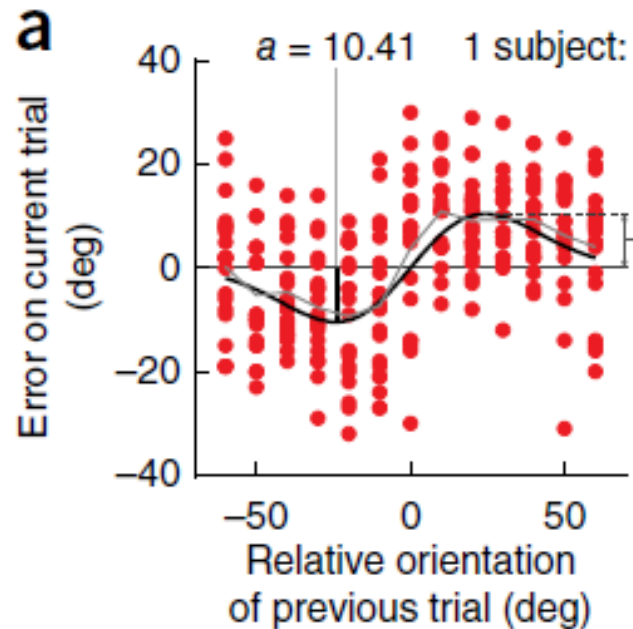 a
a = 10.41 1 subject:
Error on current trial
(deg)
40
20
0
−20
−40
−50 0 50
Relative orientation
of previous trial (deg)